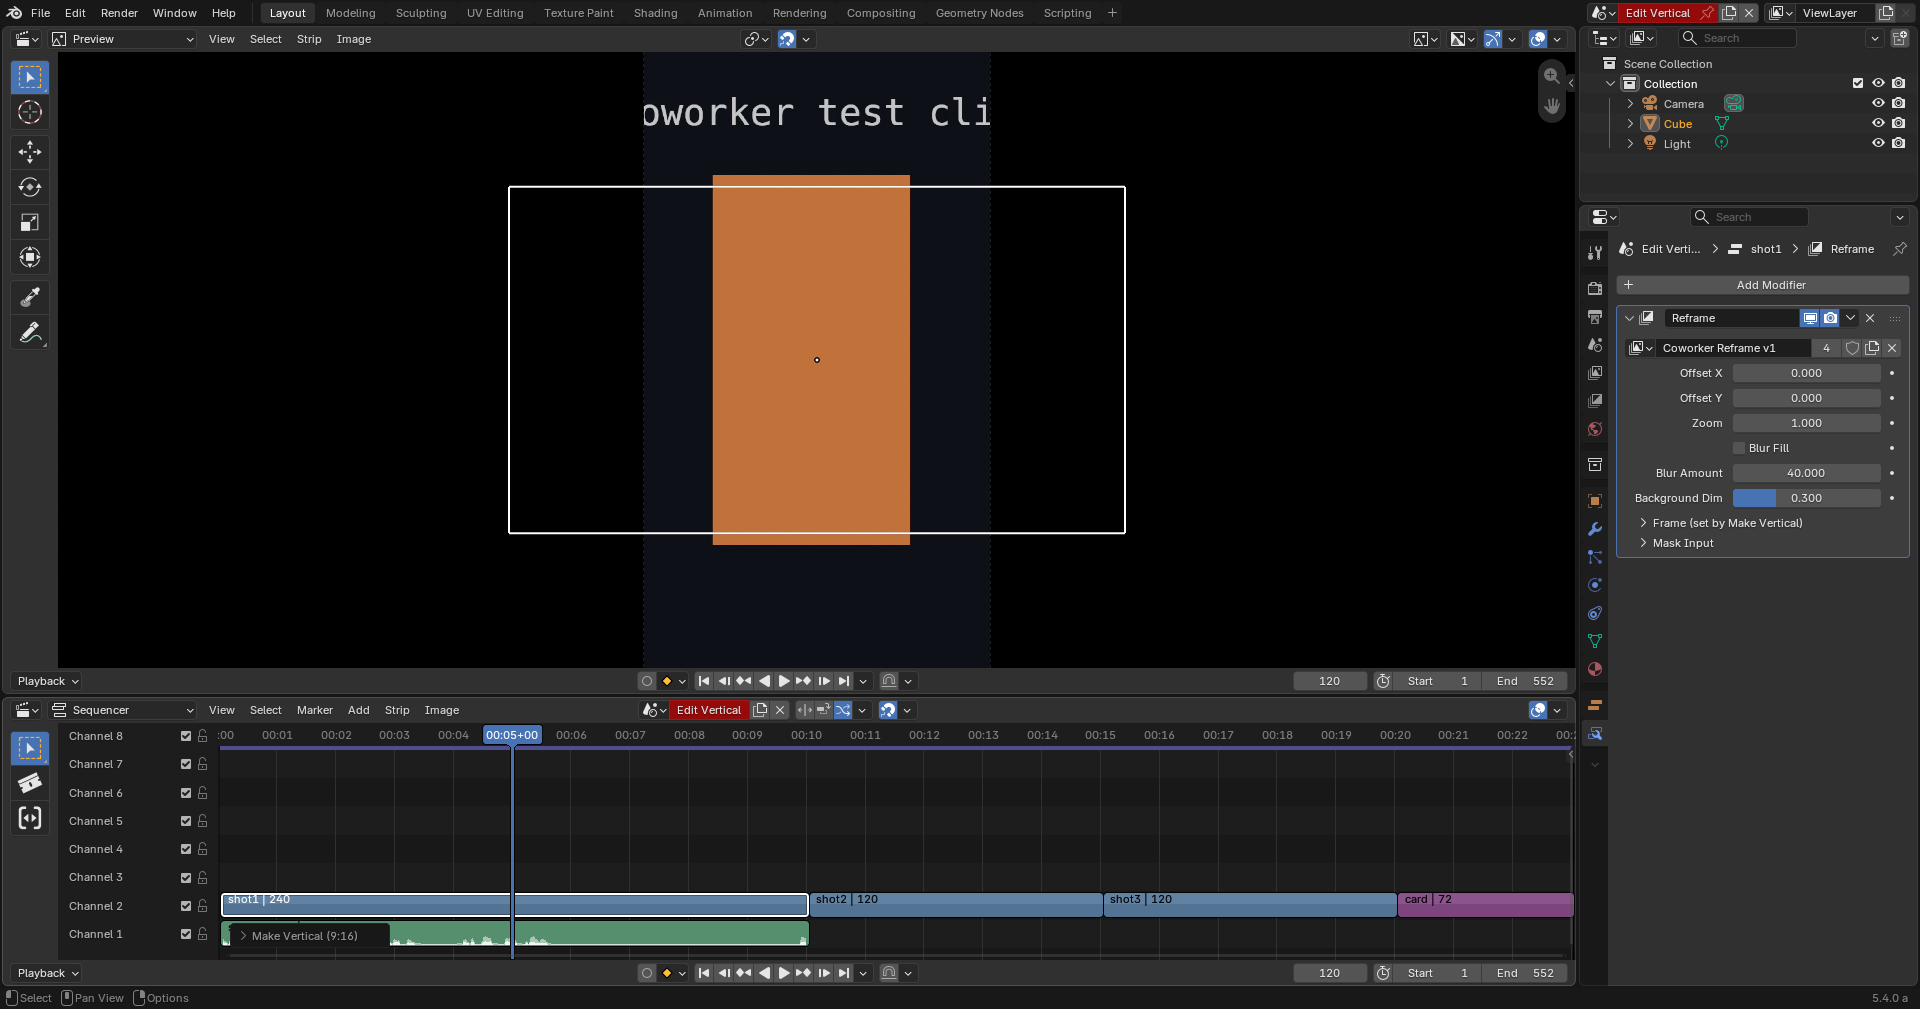 File Edit Render Window Help Layout Modeling Sculpting UV Editing Texture Paint Shading Animation Rendering Compositing Geometry Nodes Scripting Edit Vertical ViewLayer
Preview View Select Strip Image
Search
Scene Collection
Collection
Camera
Cube
Light
oworker test cli
Search
Edit Verti... shot1 Reframe
Add Modifier
Reframe
Coworker Reframe v1 4
Offset X 0.000
Offset Y 0.000
Zoom 1.000
Blur Fill
Blur Amount 40.000
Background Dim 0.300
Frame (set by Make Vertical)
Mask Input
Playback 120 Start 1 End 552
Sequencer View Select Marker Add Strip Image Edit Vertical
:00 00:01 00:02 00:03 00:04 00:05+00 00:06 00:07 00:08 00:09 00:10 00:11 00:12 00:13 00:14 00:15 00:16 00:17 00:18 00:19 00:20 00:21 00:22
Channel 8
Channel 7
Channel 6
Channel 5
Channel 4
Channel 3
Channel 2 shot1 | 240 shot2 | 120 shot3 | 120 card | 72
Channel 1 Make Vertical (9:16)
Playback 120 Start 1 End 552
Select Pan View Options 5.4.0 a